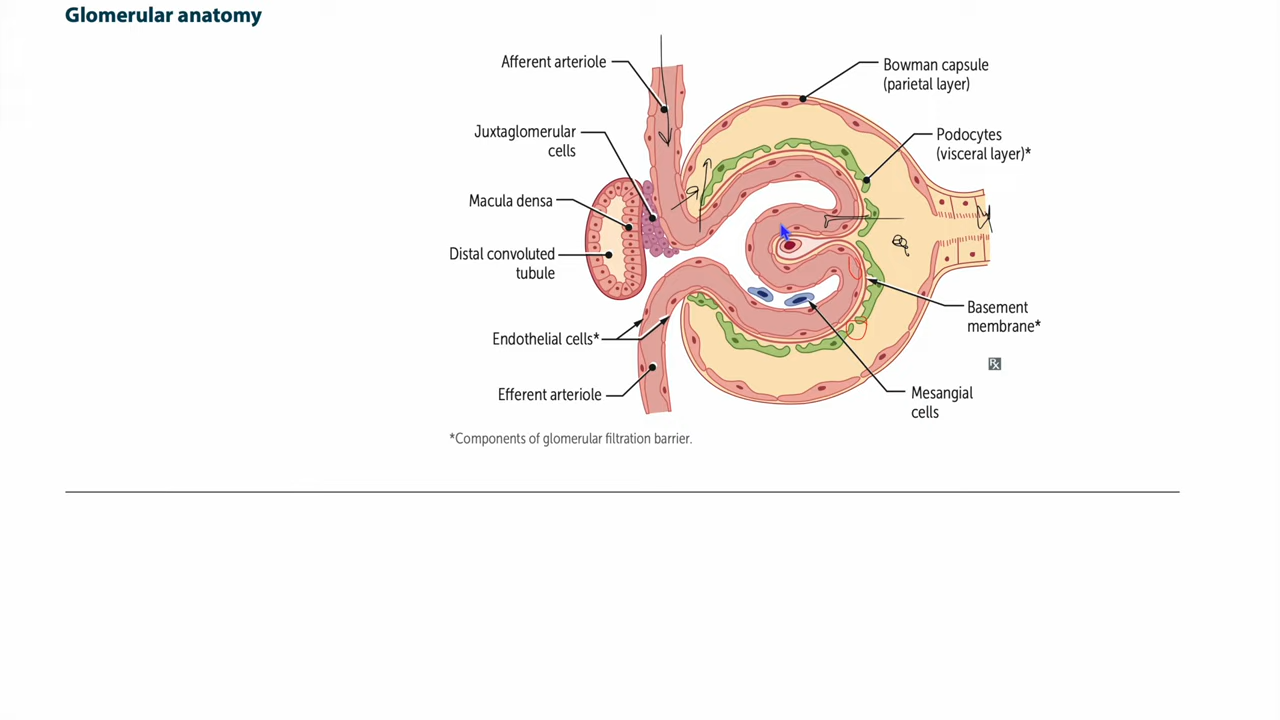 Glomerular anatomy
Afferent arteriole
Juxtaglomerular
cells
Macula densa
Distal convoluted
tubule
Endothelial cells*
Efferent arteriole
Bowman capsule
(parietal layer)
Podocytes
(visceral layer)*
Basement
membrane*
Mesangial
cells
Rx
*Components of glomerular filtration barrier.